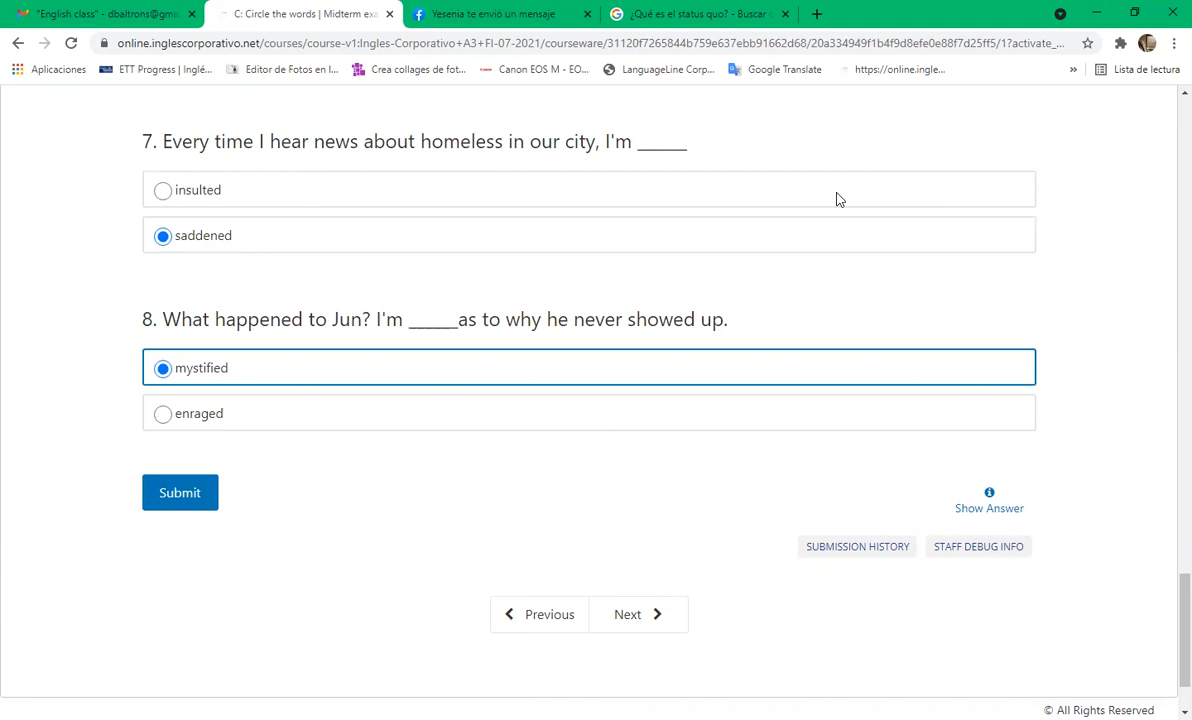 "English class" - dbaltrons@gma
C: Circle the words | Midterm exa
Yesenia te envió un mensaje
¿Qué es el status quo? - Buscar c
online.inglescorporativo.net/courses/course-v1:Ingles-Corporativo+A3+FI-07-2021/courseware/31120f7265844b759e637ebb91662d68/20a334949f1b4f9d8efe0e88f7d25ff5/1?activate_...
Aplicaciones
ETT Progress | Inglé...
Editor de Fotos en l...
Crea collages de fot...
Canon EOS M - EO...
LanguageLine Corp...
Google Translate
https://online.ingle...
»
Lista de lectura
7. Every time I hear news about homeless in our city, I'm ______
insulted
saddened
8. What happened to Jun? I'm ______as to why he never showed up.
mystified
enraged
Submit
Show Answer
SUBMISSION HISTORY
STAFF DEBUG INFO
Previous
Next
© All Rights Reserved